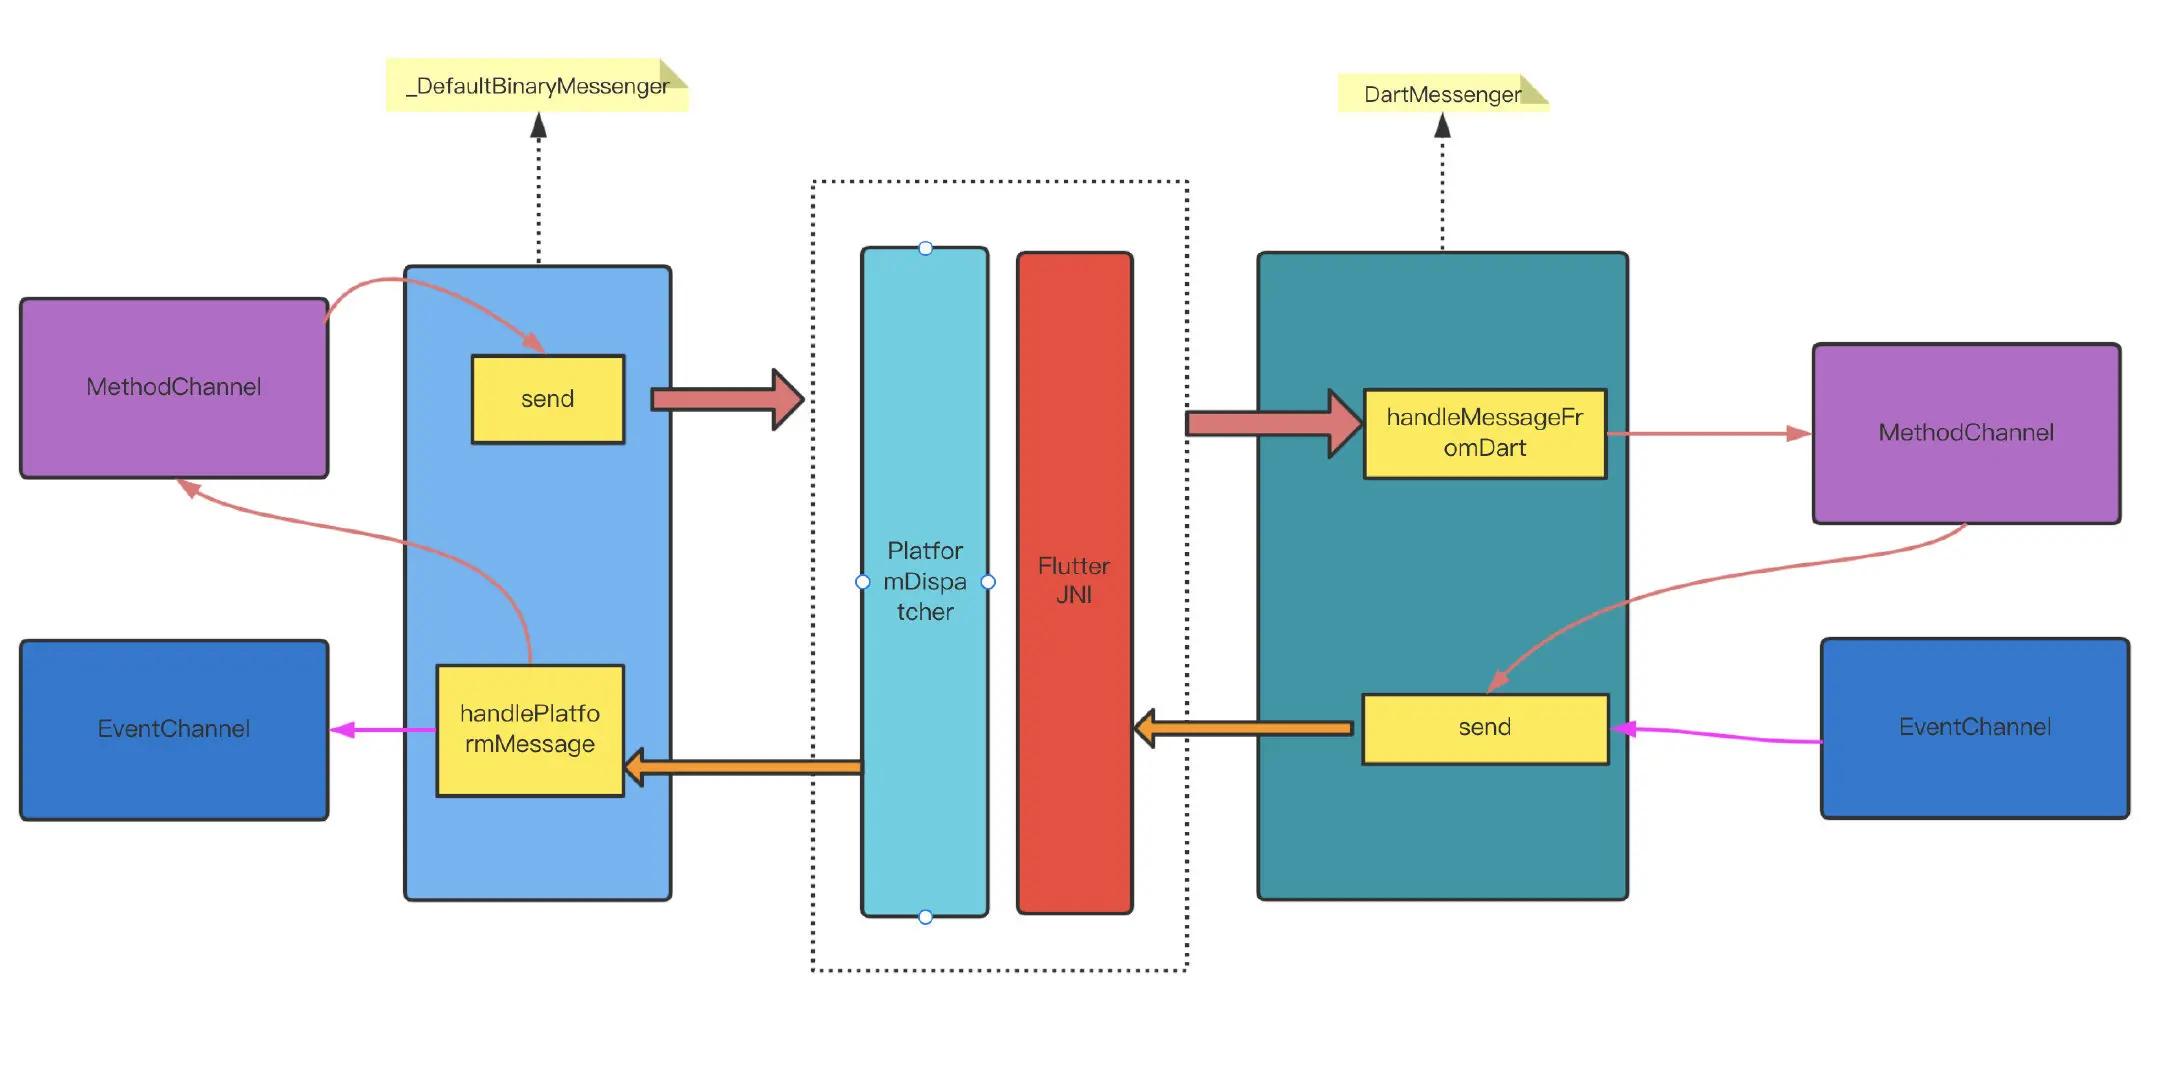 _DefaultBinaryMessenger
DartMessenger
MethodChannel
send
handleMessageFr
omDart
MethodChannel
Platfor
mDispa
tcher
Flutter
JNI
EventChannel
handlePlatfo
rmMessage
send
EventChannel